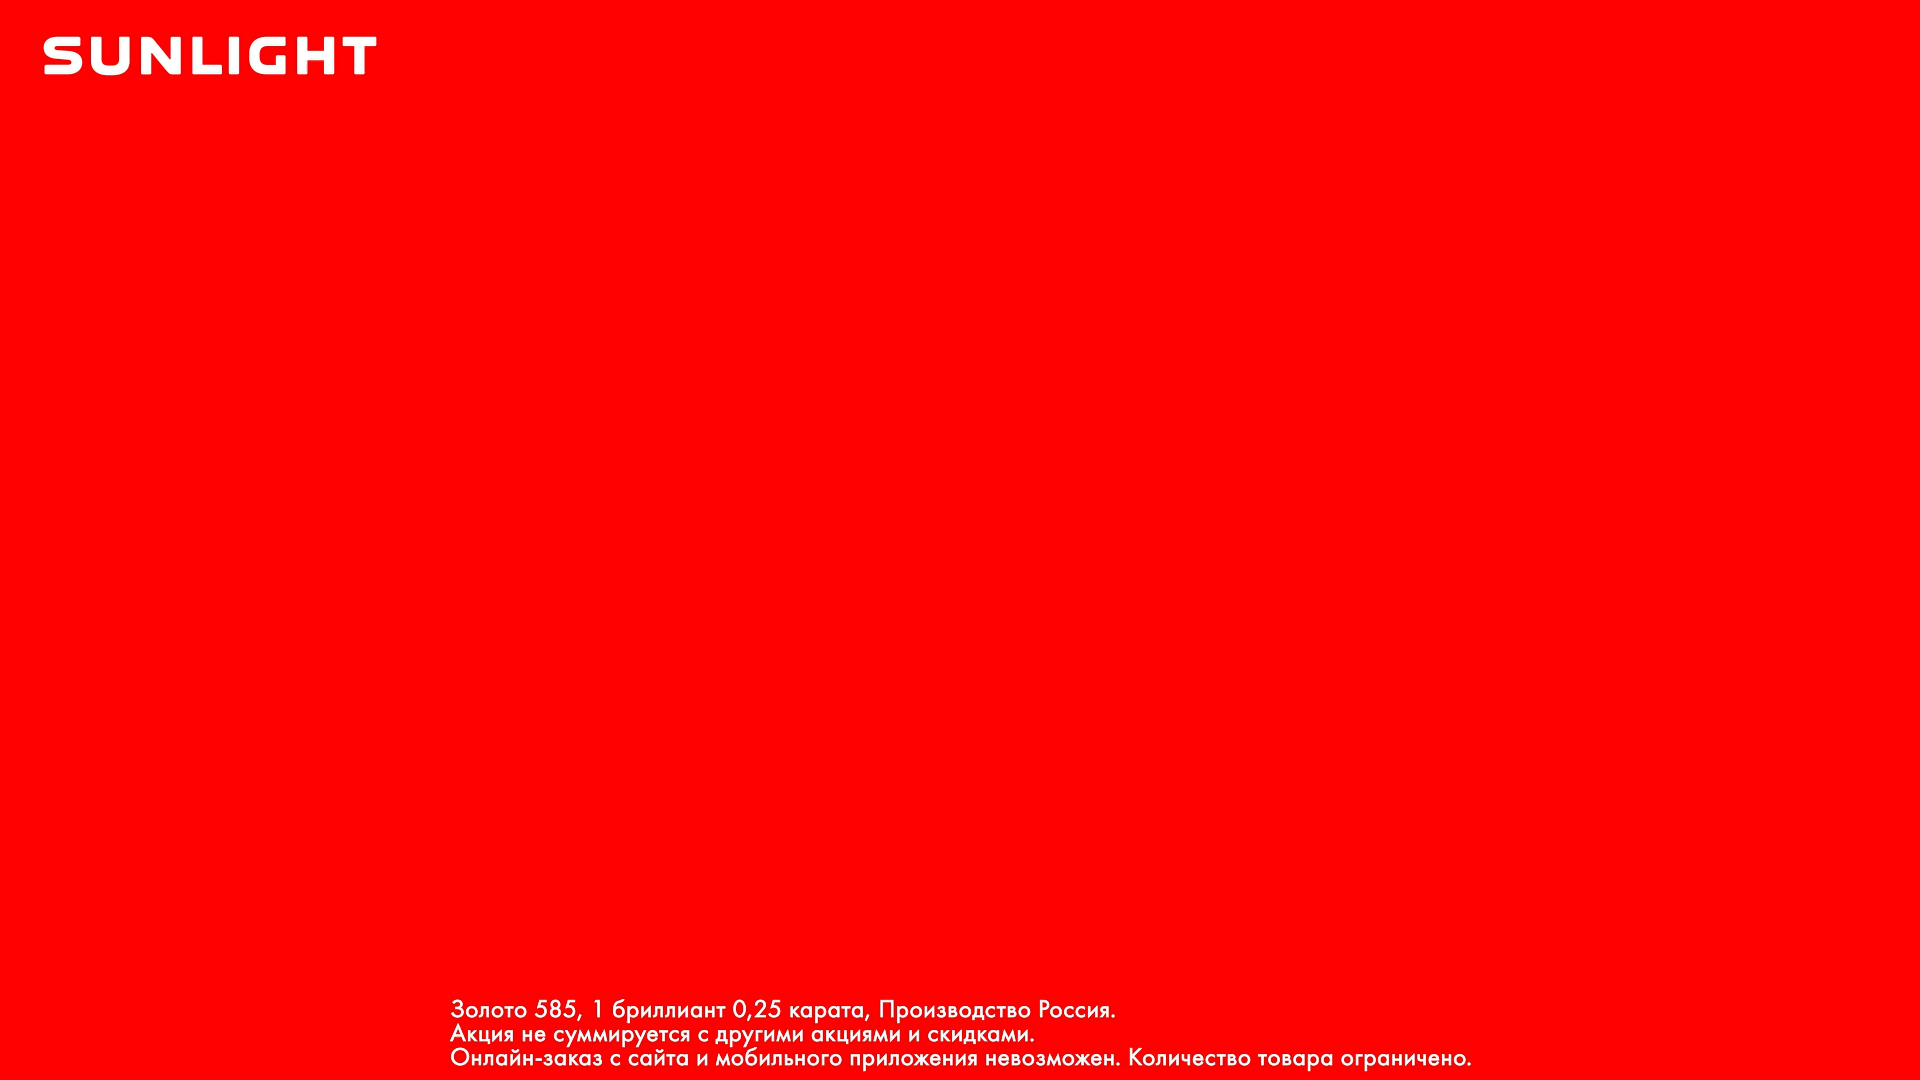 SUNLIGHT
Золото 585, 1 бриллиант 0,25 карата, Производство Россия.
Акция не суммируется с другими акциями и скидками.
Онлайн-заказ с сайта и мобильного приложения невозможен. Количество товара ограничено.